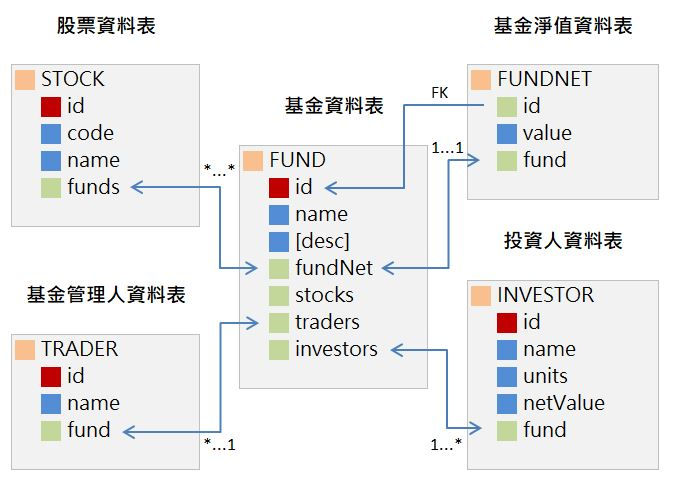 股票資料表
STOCK
id
code
name
funds
基金管理人資料表
TRADER
id
name
fund
基金資料表
FUND
id
name
[desc]
fundNet
stocks
traders
investors
基金淨值資料表
FUNDNET
id
value
fund
投資人資料表
INVESTOR
id
name
units
netValue
fund
FK
*...*
1...1
*...1
1...*